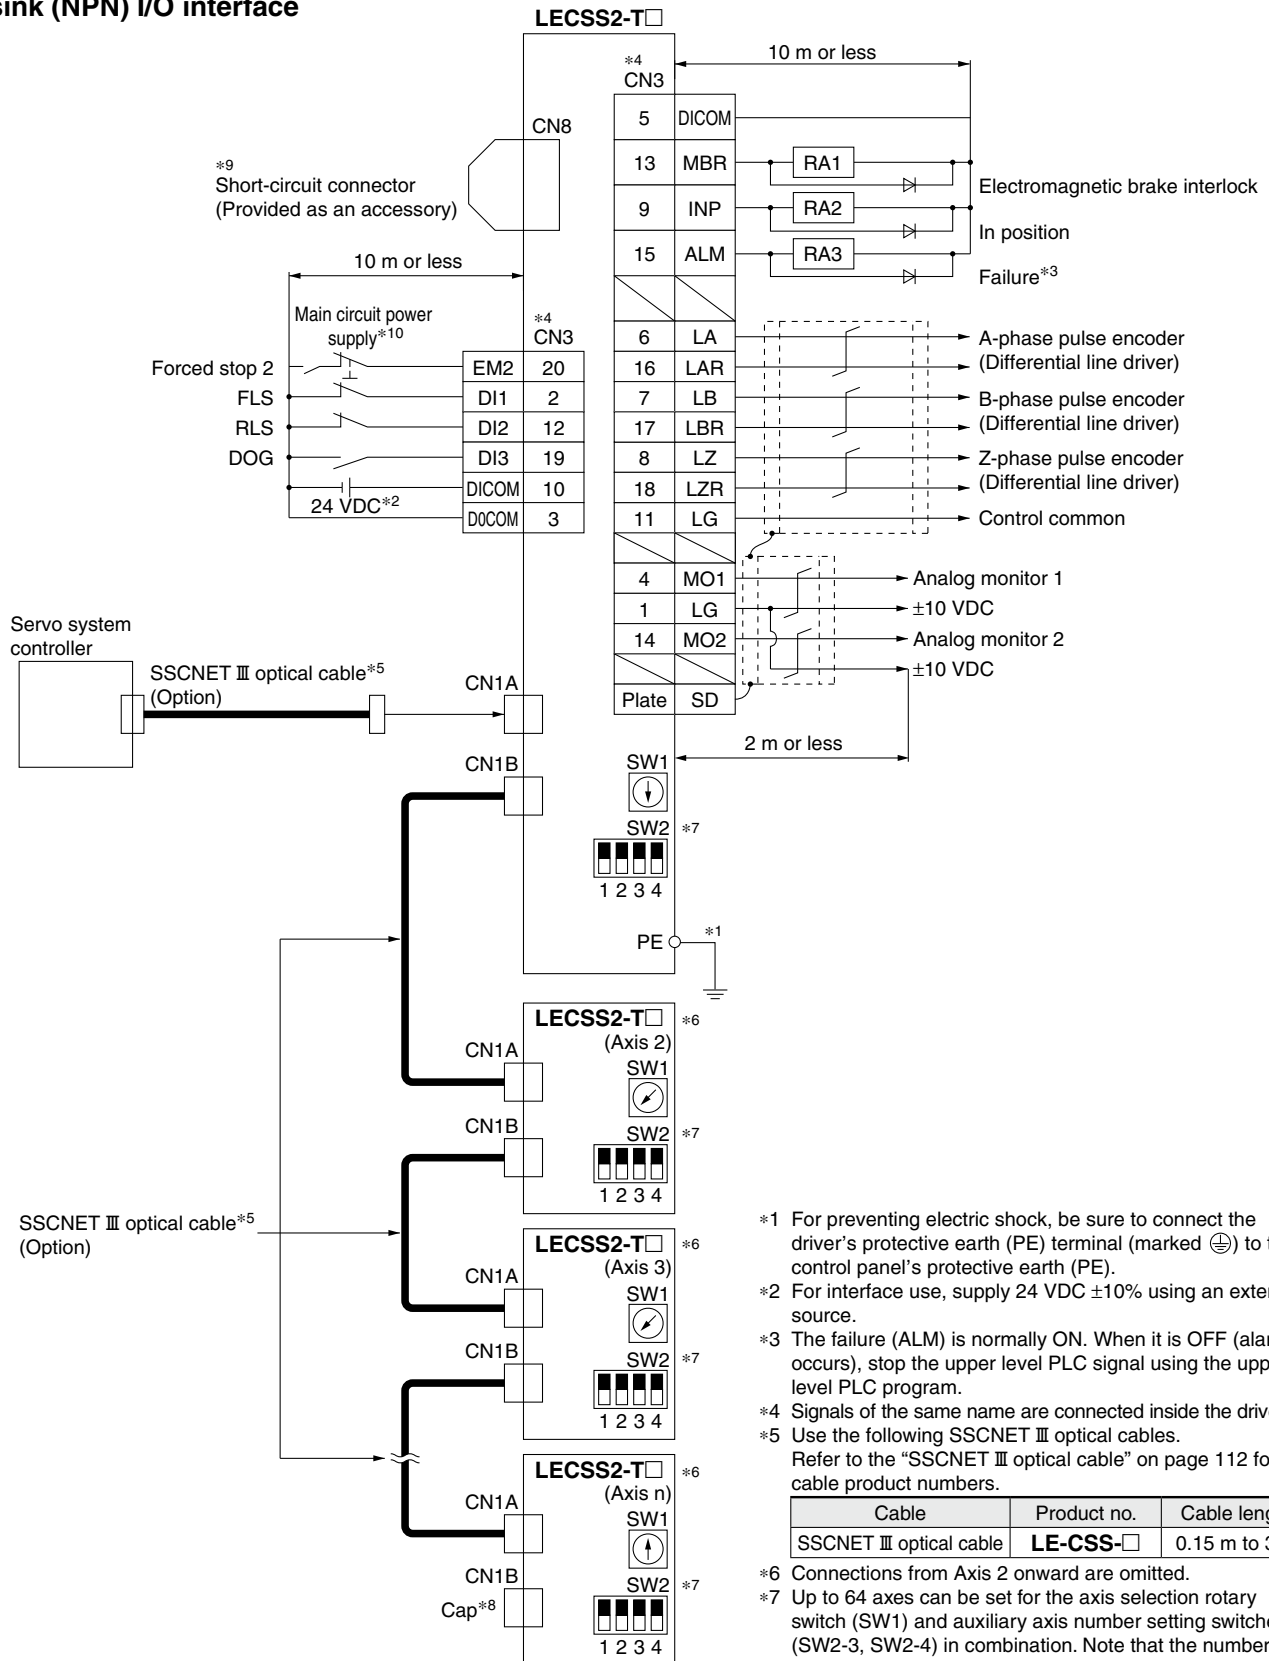 sink (NPN) I/O interface
LECSS2-T□
10 m or less
*4
CN3
5 DICOM
CN8
13 MBR RA1
*9
Short-circuit connector
(Provided as an accessory)
Electromagnetic brake interlock
9 INP RA2
In position
15 ALM RA3
Failure*3
10 m or less
Main circuit power
supply*10
*4
CN3
Forced stop 2 EM2 20
FLS DI1 2
RLS DI2 12
DOG DI3 19
DICOM 10
24 VDC*2
D0COM 3
6 LA
A-phase pulse encoder
(Differential line driver)
16 LAR
7 LB
B-phase pulse encoder
(Differential line driver)
17 LBR
8 LZ
Z-phase pulse encoder
(Differential line driver)
18 LZR
11 LG Control common
4 MO1 Analog monitor 1
1 LG ±10 VDC
14 MO2 Analog monitor 2
±10 VDC
Plate SD
2 m or less
Servo system
controller
SSCNET Ⅲ optical cable*5
(Option)
CN1A
CN1B
SW1
SW2 *7
1 2 3 4
PE *1
LECSS2-T□ *6
(Axis 2)
CN1A
SW1
CN1B
SW2 *7
1 2 3 4
SSCNET Ⅲ optical cable*5
(Option)
LECSS2-T□ *6
(Axis 3)
CN1A
SW1
CN1B
SW2 *7
1 2 3 4
LECSS2-T□ *6
(Axis n)
CN1A
SW1
CN1B
Cap*8
SW2 *7
1 2 3 4
*1 For preventing electric shock, be sure to connect the
driver's protective earth (PE) terminal (marked ⏚) to
control panel's protective earth (PE).
*2 For interface use, supply 24 VDC ±10% using an
source.
*3 The failure (ALM) is normally ON. When it is OFF
occurs), stop the upper level PLC signal using the
level PLC program.
*4 Signals of the same name are connected inside the
*5 Use the following SSCNET Ⅲ optical cables.
Refer to the “SSCNET Ⅲ optical cable” on page 112
cable product numbers.
Cable Product no. Cable
SSCNET Ⅲ optical cable LE-CSS-□ 0.15 m to
*6 Connections from Axis 2 onward are omitted.
*7 Up to 64 axes can be set for the axis selection rotary
switch (SW1) and auxiliary axis number setting
(SW2-3, SW2-4) in combination. Note that the number